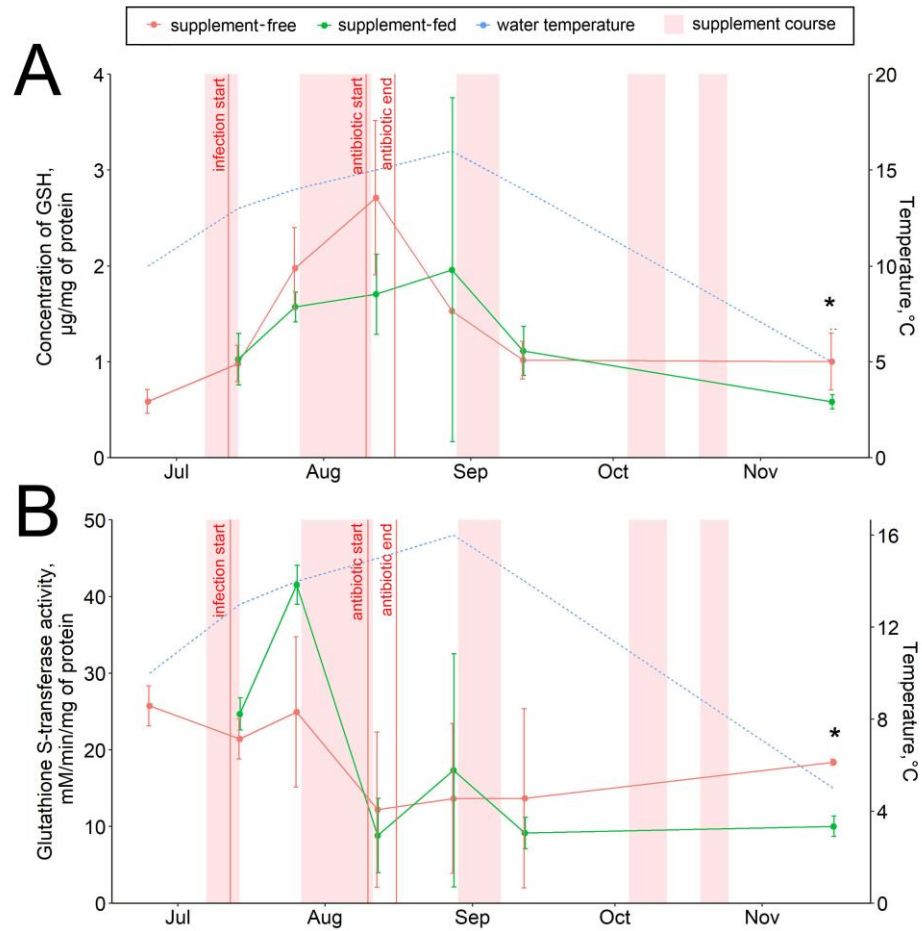 supplement-free supplement-fed water temperature supplement course
A
Concentration of GSH,
µg/mg of protein
4
3
2
1
0
infection start
antibiotic start
antibiotic end
*
20
15
10
5
0
Temperature,°C
Jul Aug Sep Oct Nov
B
Glutathione S-transferase activity,
mM/min/mg of protein
50
40
30
20
10
0
infection start
antibiotic start
antibiotic end
*
16
12
8
4
0
Temperature,°C
Jul Aug Sep Oct Nov